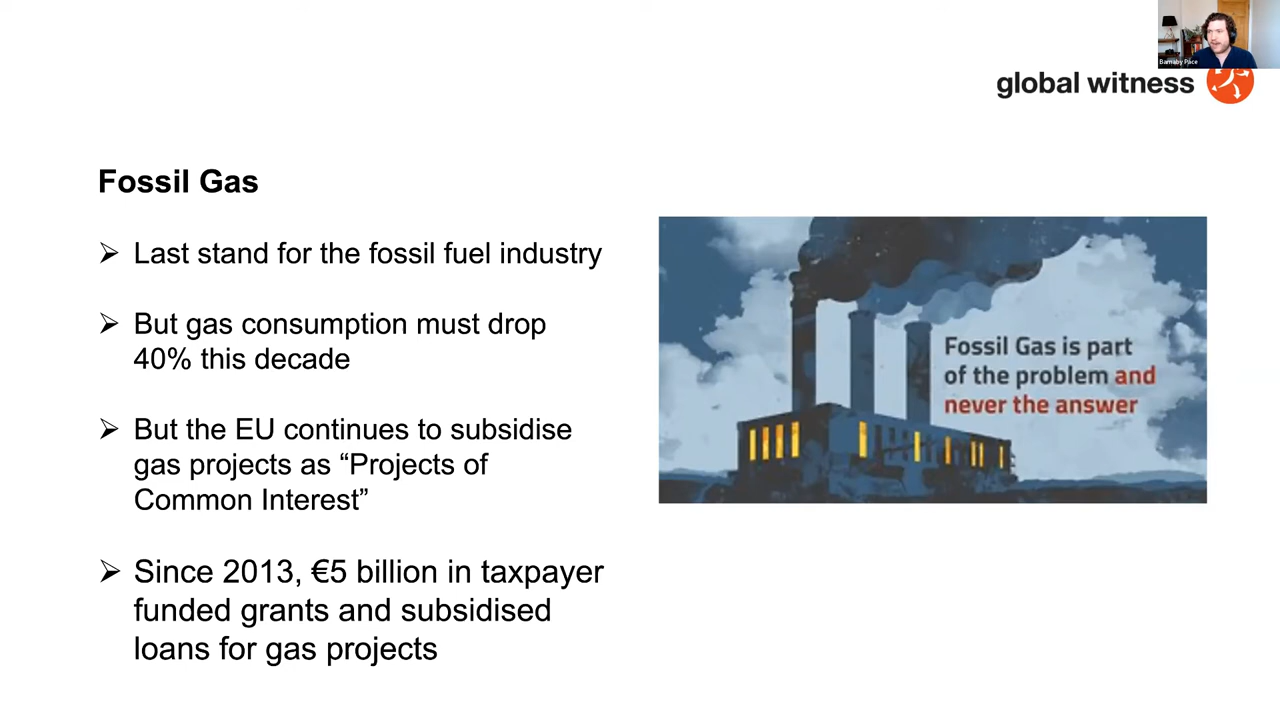 Barnaby Pace
global witness
Fossil Gas
➢ Last stand for the fossil fuel industry
➢ But gas consumption must drop
40% this decade
➢ But the EU continues to subsidise
gas projects as “Projects of
Common Interest”
➢ Since 2013, €5 billion in taxpayer
funded grants and subsidised
loans for gas projects
Fossil Gas is part
of the problem and
never the answer